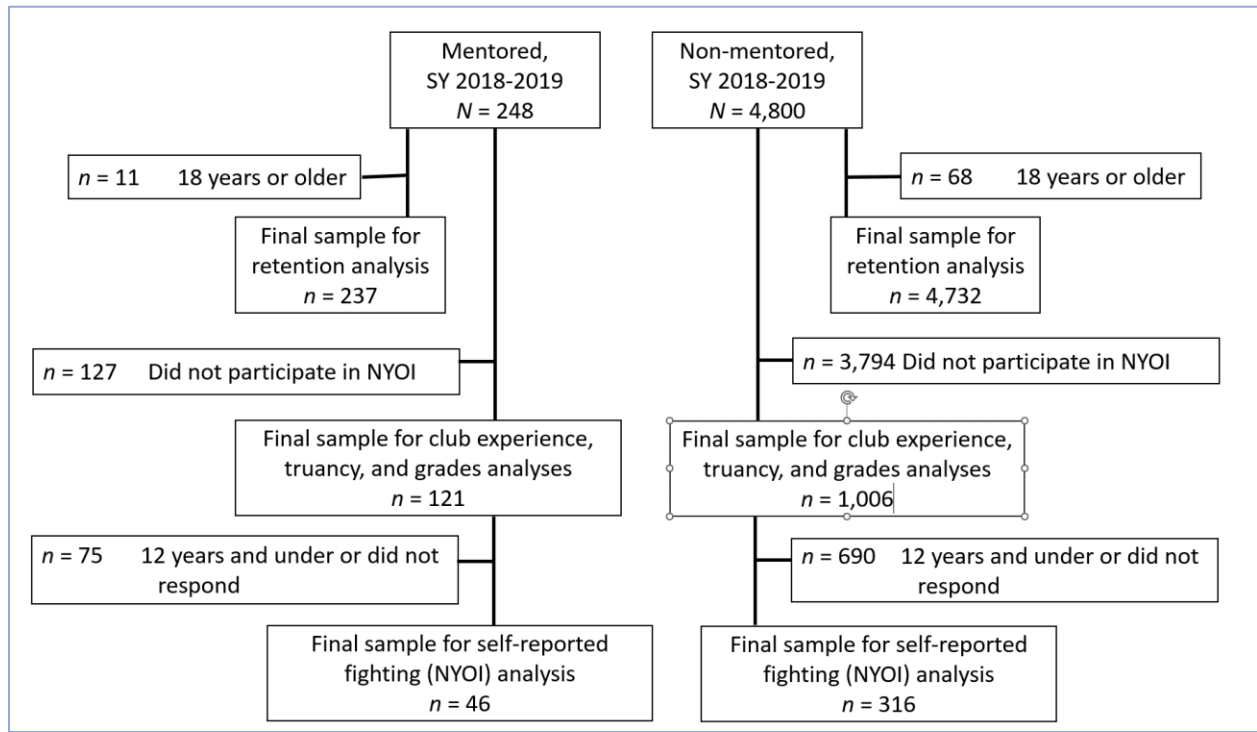 Mentored,
SY 2018-2019
N = 248
Non-mentored,
SY 2018-2019
N = 4,800
n = 11 18 years or older
n = 68 18 years or older
Final sample for
retention analysis
n = 237
Final sample for
retention analysis
n = 4,732
n = 127 Did not participate in NYOI
n = 3,794 Did not participate in NYOI
Final sample for club experience,
truancy, and grades analyses
n = 121
Final sample for club experience,
truancy, and grades analyses
n = 1,006
n = 75 12 years and under or did not
respond
n = 690 12 years and under or did not
respond
Final sample for self-reported
fighting (NYOI) analysis
n = 46
Final sample for self-reported
fighting (NYOI) analysis
n = 316